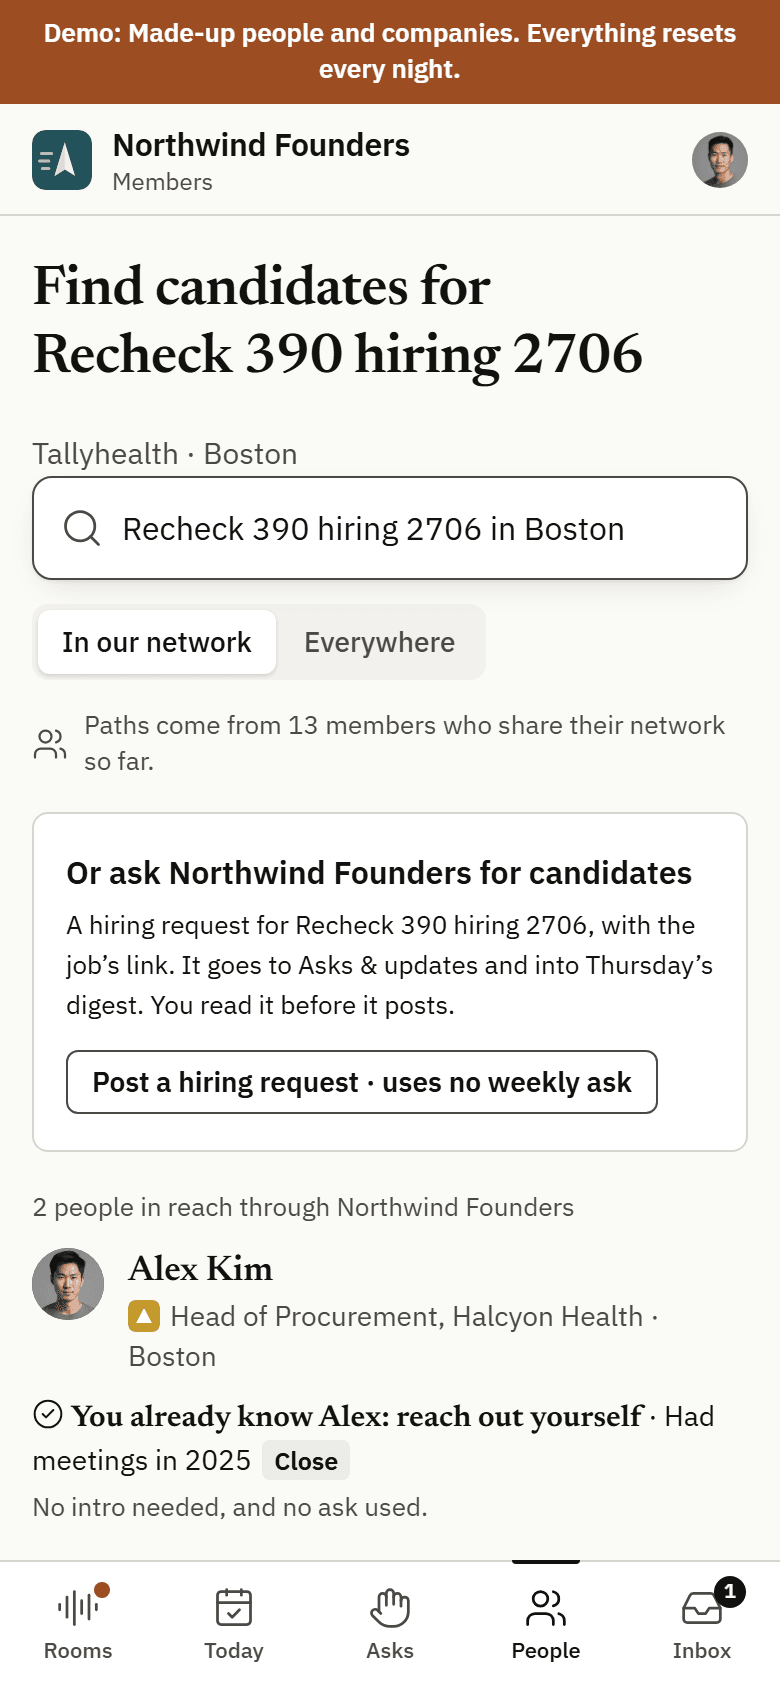 Demo: Made-up people and companies. Everything resets
every night.
Northwind Founders
Members
Find candidates for
Recheck 390 hiring 2706
Tallyhealth · Boston
Recheck 390 hiring 2706 in Boston
In our network
Everywhere
Paths come from 13 members who share their network
so far.
Or ask Northwind Founders for candidates
A hiring request for Recheck 390 hiring 2706, with the
job’s link. It goes to Asks & updates and into Thursday’s
digest. You read it before it posts.
Post a hiring request · uses no weekly ask
2 people in reach through Northwind Founders
Alex Kim
Head of Procurement, Halcyon Health ·
Boston
You already know Alex: reach out yourself · Had
meetings in 2025 Close
No intro needed, and no ask used.
Rooms
Today
Asks
People
1
Inbox